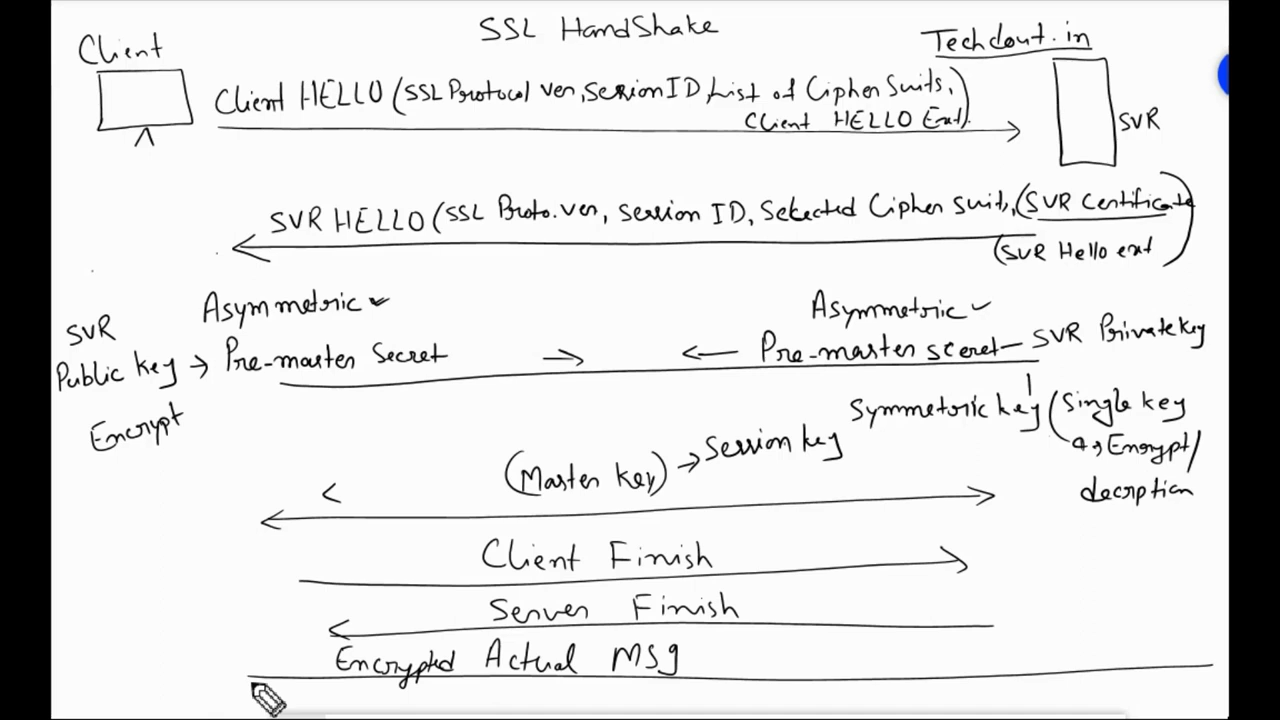 SSL HandShake
Client
Techdout.in
Client HELLO (SSL Protocol ver, Session ID, List of Cipher Suits,
Client HELLO Ext)
SVR
SVR HELLO (SSL Proto. ver, Session ID, Selected Cipher suit, (SVR Certificate
(SVR Hello ext)
Asymmetric
Asymmetric
SVR
Public key → Pre-master Secret
Pre-master secret — SVR Private key
Encrypt
Symmetric key (Single key
↳ Encrypt/
decrption
(Master key) → Session key
Client Finish
Server Finish
Encrypted Actual MSg